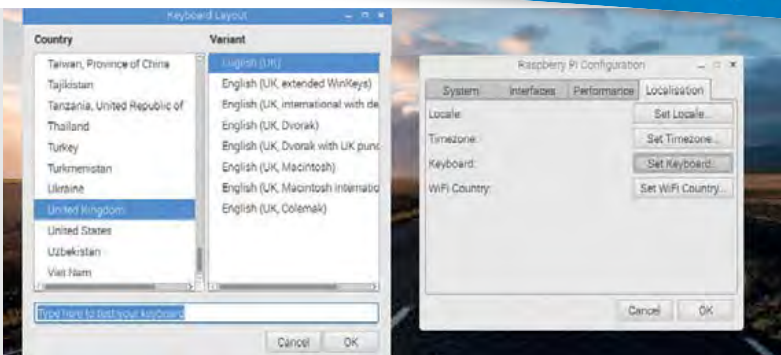 Keyboard Layout
Country
Variant
Taiwan, Province of China
Tajikistan
Tanzania, United Republic of
Thailand
Turkey
Turkmenistan
Ukraine
United Kingdom
United States
Uzbekistan
Viet Nam
English (UK)
English (UK, extended WinKeys)
English (UK, international with de
English (UK, Dvorak)
English (UK, Dvorak with UK punc
English (UK, Macintosh)
English (UK, Macintosh internatio
English (UK, Colemak)
Type here to test your keyboard
Cancel
OK
Raspberry Pi Configuration
System
Interfaces
Performance
Localisation
Locale:
Set Locale...
Timezone:
Set Timezone...
Keyboard:
Set Keyboard...
WiFi Country:
Set WiFi Country...
Cancel
OK